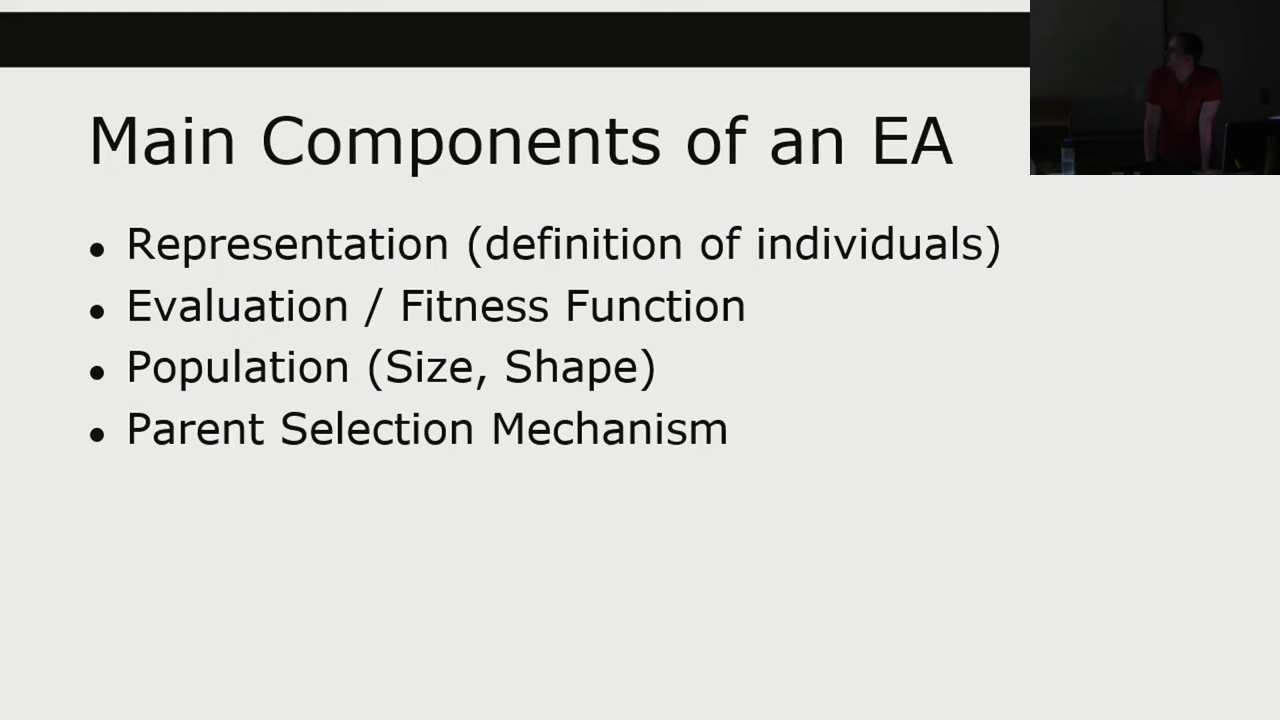 Main Components of an EA
• Representation (definition of individuals)
• Evaluation / Fitness Function
• Population (Size, Shape)
• Parent Selection Mechanism